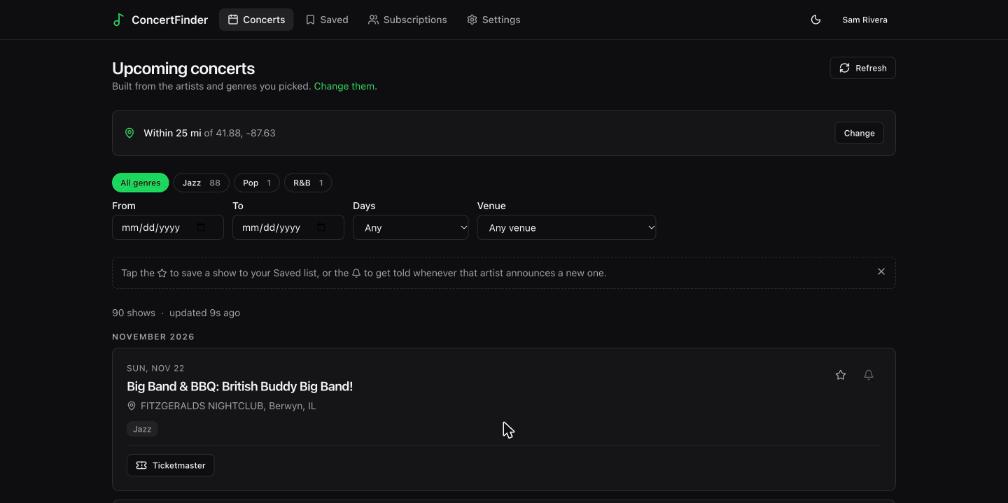 ConcertFinder Concerts Saved Subscriptions Settings Sam Rivera
Upcoming concerts
Refresh
Built from the artists and genres you picked. Change them.
Within 25 mi of 41.88, -87.63
Change
All genres Jazz 88 Pop 1 R&B 1
From To Days Venue
mm/dd/yyyy mm/dd/yyyy Any Any venue
Tap the to save a show to your Saved list, or the to get told whenever that artist announces a new one.
90 shows · updated 9s ago
NOVEMBER 2026
SUN, NOV 22
Big Band & BBQ: British Buddy Big Band!
FITZGERALDS NIGHTCLUB, Berwyn, IL
Jazz
Ticketmaster